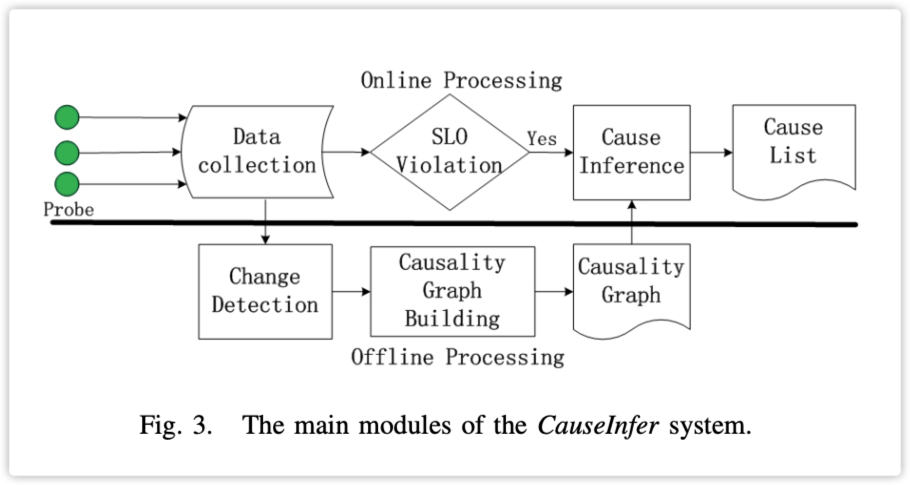 Online Processing
Data
collection
SLO
Violation
Yes
Cause
Inference
Cause
List
Probe
Change
Detection
Causality
Graph
Building
Causality
Graph
Offline Processing
Fig. 3. The main modules of the CauseInfer system.